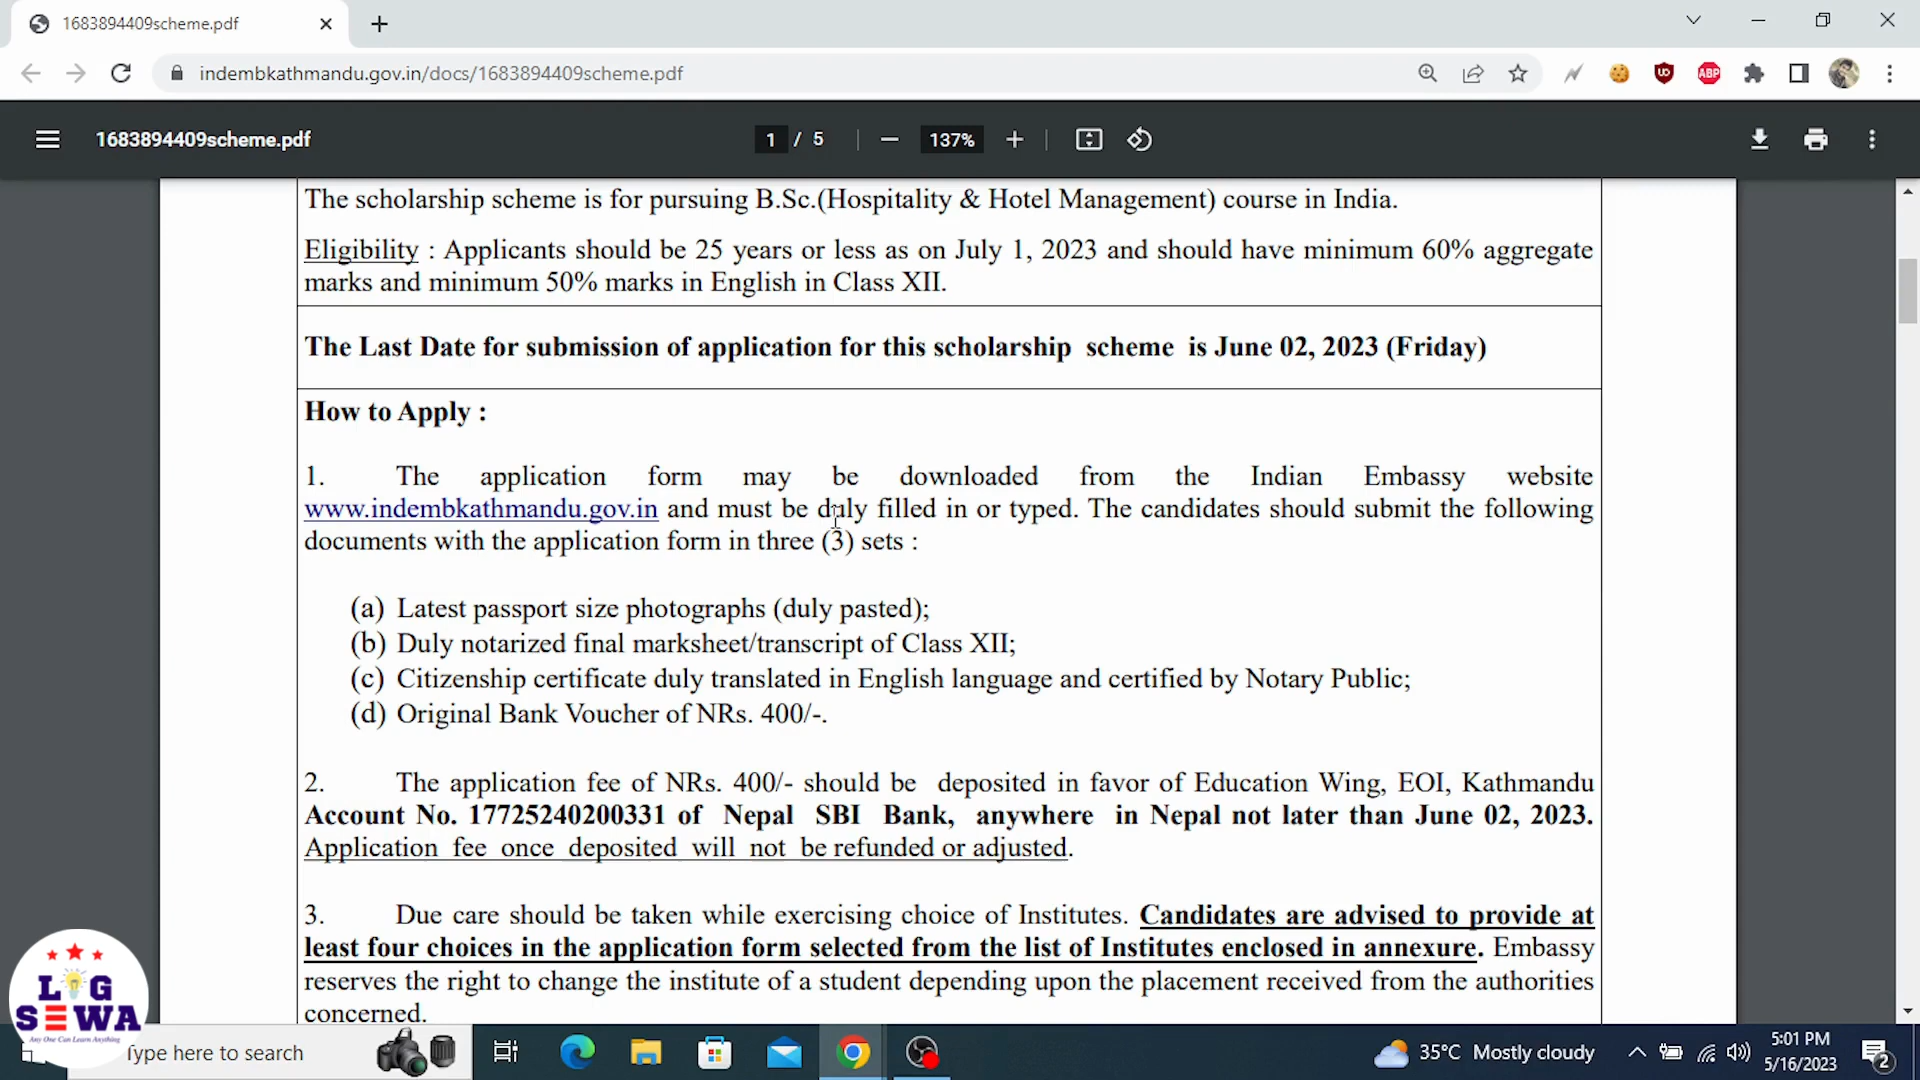 1683894409scheme.pdf
indembkathmandu.gov.in/docs/1683894409scheme.pdf
ABP
1683894409scheme.pdf
1 / 5
137%
The scholarship scheme is for pursuing B.Sc.(Hospitality & Hotel Management) course in India.
Eligibility : Applicants should be 25 years or less as on July 1, 2023 and should have minimum 60% aggregate
marks and minimum 50% marks in English in Class XII.
The Last Date for submission of application for this scholarship scheme is June 02, 2023 (Friday)
How to Apply :
1. The application form may be downloaded from the Indian Embassy website
www.indembkathmandu.gov.in and must be duly filled in or typed. The candidates should submit the following
documents with the application form in three (3) sets :
(a) Latest passport size photographs (duly pasted);
(b) Duly notarized final marksheet/transcript of Class XII;
(c) Citizenship certificate duly translated in English language and certified by Notary Public;
(d) Original Bank Voucher of NRs. 400/-.
2. The application fee of NRs. 400/- should be deposited in favor of Education Wing, EOI, Kathmandu
Account No. 17725240200331 of Nepal SBI Bank, anywhere in Nepal not later than June 02, 2023.
Application fee once deposited will not be refunded or adjusted.
3. Due care should be taken while exercising choice of Institutes. Candidates are advised to provide at
least four choices in the application form selected from the list of Institutes enclosed in annexure. Embassy
reserves the right to change the institute of a student depending upon the placement received from the authorities
concerned.
SEWA
Any One Can Learn Anything
Type here to search
35°C Mostly cloudy
5:01 PM
5/16/2023
2